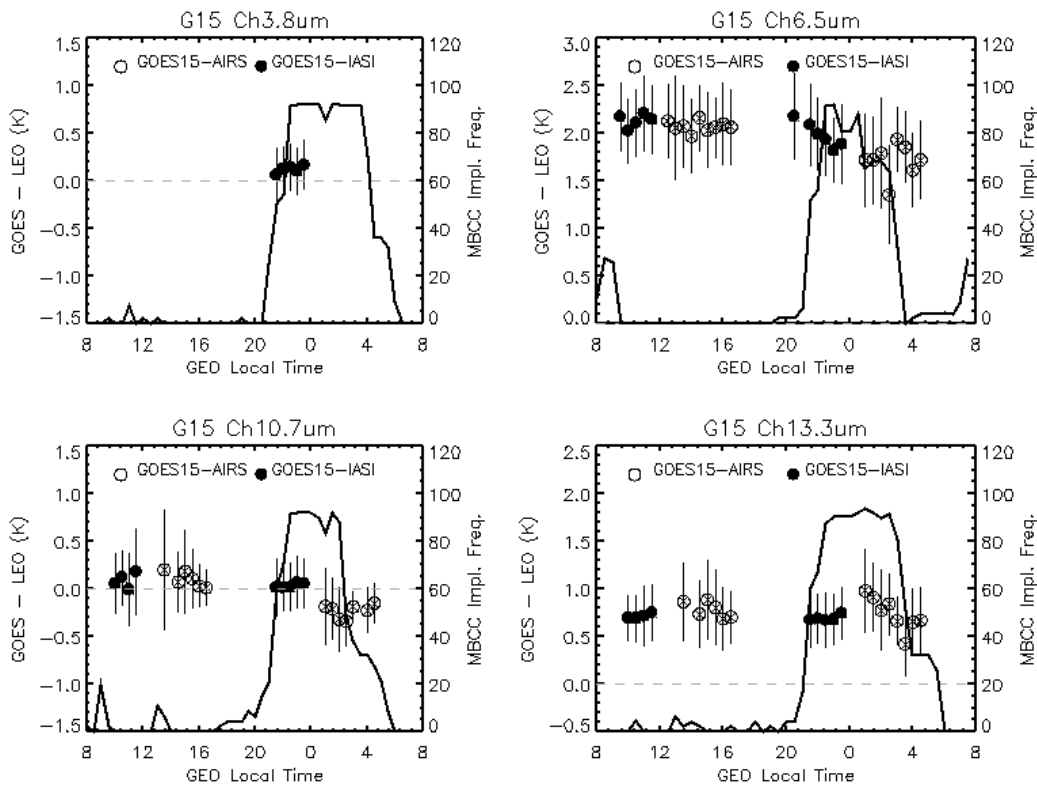 G15 Ch3.8um
GOES15-AIRS
GOES15-IASI
GOES - LEO (K)
1.5
1.0
0.5
0.0
-0.5
-1.0
-1.5
120
100
80
60
40
20
0
MBCC Impl. Freq.
8 12 16 20 0 4 8
GEO Local Time
G15 Ch6.5um
GOES15-AIRS
GOES15-IASI
GOES - LEO (K)
3.0
2.5
2.0
1.5
1.0
0.5
0.0
120
100
80
60
40
20
0
MBCC Impl. Freq.
8 12 16 20 0 4 8
GEO Local Time
G15 Ch10.7um
GOES15-AIRS
GOES15-IASI
GOES - LEO (K)
1.5
1.0
0.5
0.0
-0.5
-1.0
-1.5
120
100
80
60
40
20
0
MBCC Impl. Freq.
8 12 16 20 0 4 8
GEO Local Time
G15 Ch13.3um
GOES15-AIRS
GOES15-IASI
GOES - LEO (K)
2.5
2.0
1.5
1.0
0.5
0.0
-0.5
120
100
80
60
40
20
0
MBCC Impl. Freq.
8 12 16 20 0 4 8
GEO Local Time